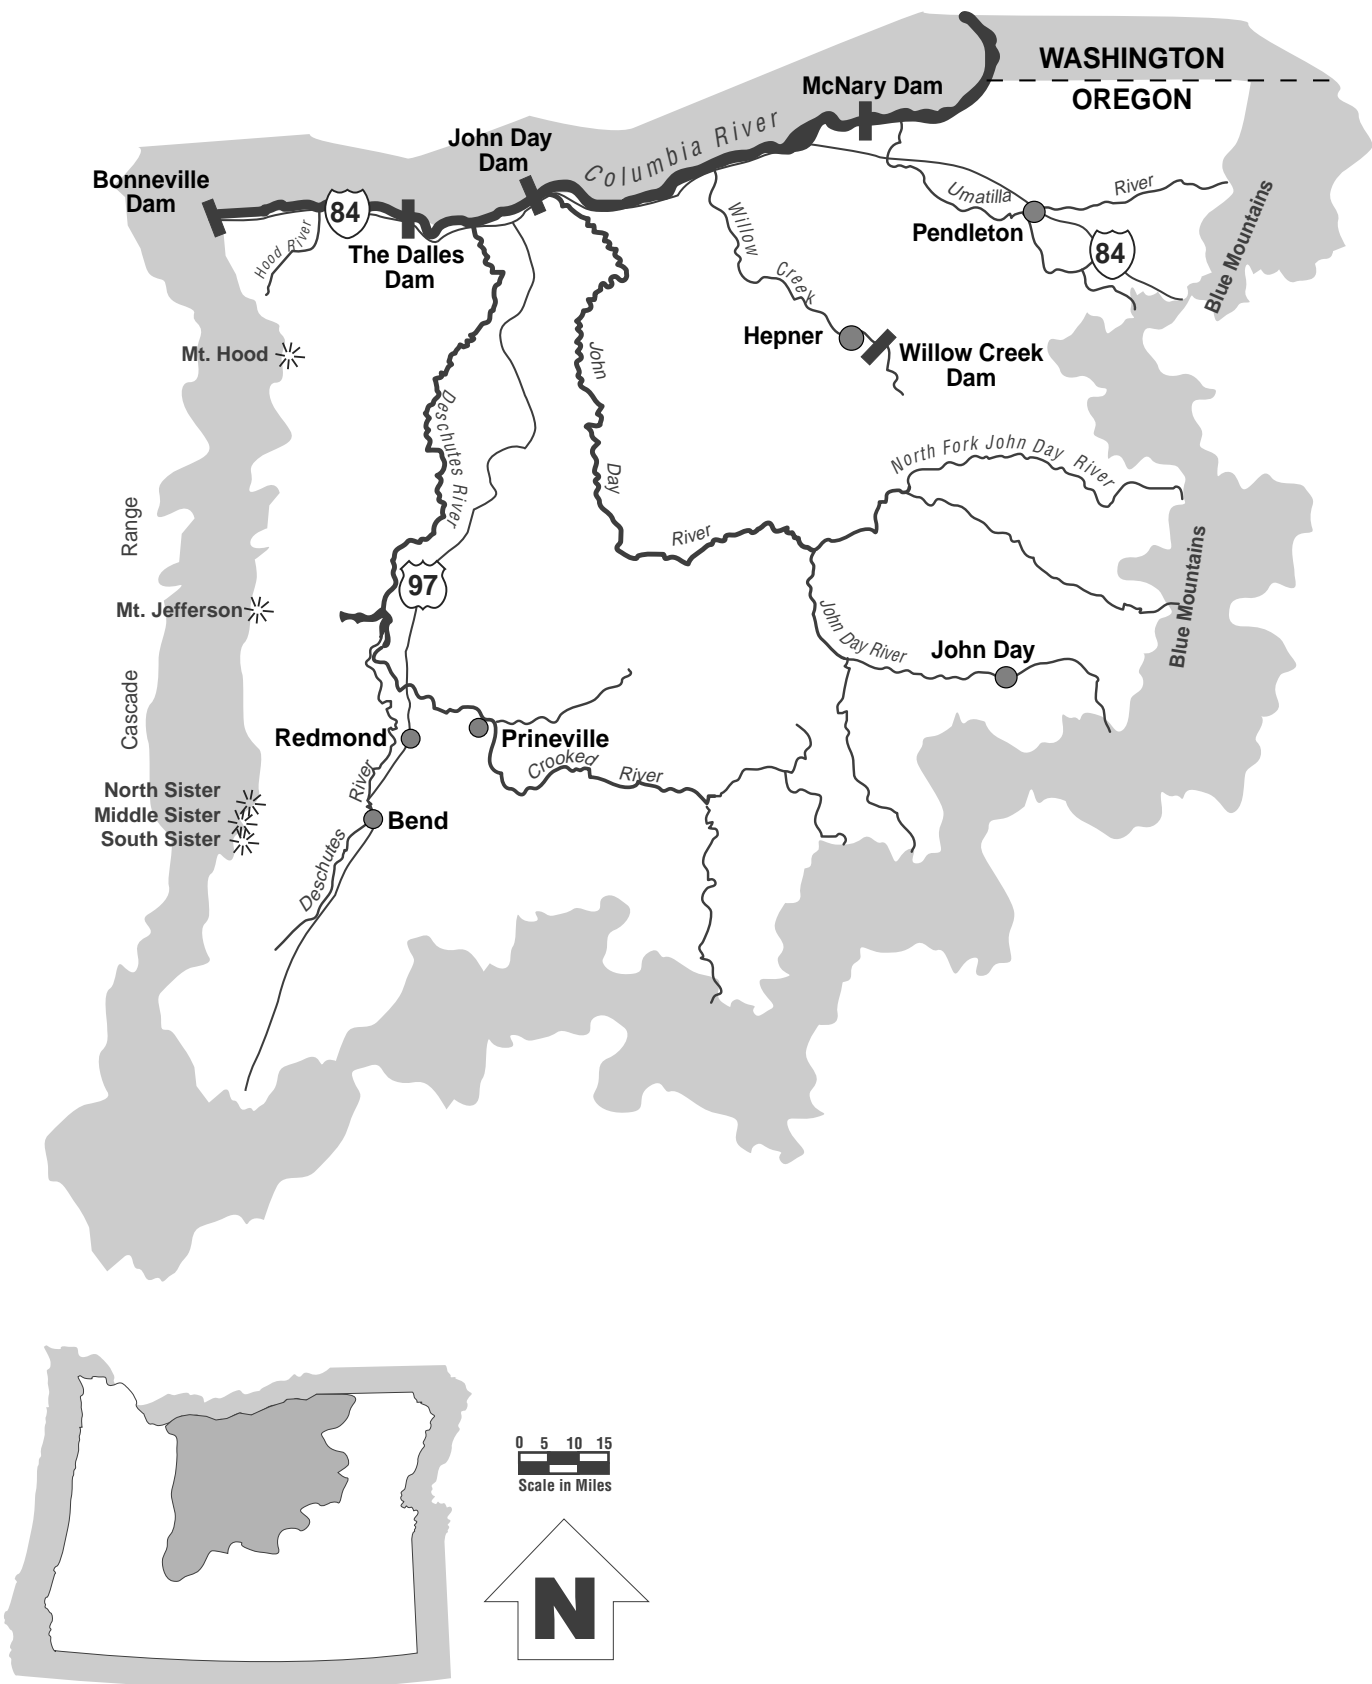 WASHINGTON
OREGON
McNary Dam
John Day
Dam
Columbia River
Bonneville
Dam
84
The Dalles
Dam
Hood River
Umatilla
River
Pendleton
84
Blue Mountains
Willow
Creek
Hepner
Willow Creek
Dam
Mt. Hood
John
Day
River
Deschutes River
North Fork John Day River
Range
97
Mt. Jefferson
Blue Mountains
John Day River
John Day
Cascade
Redmond
Prineville
Crooked
River
North Sister
Middle Sister
South Sister
River
Deschutes
Bend
0 5 10 15
Scale in Miles
N